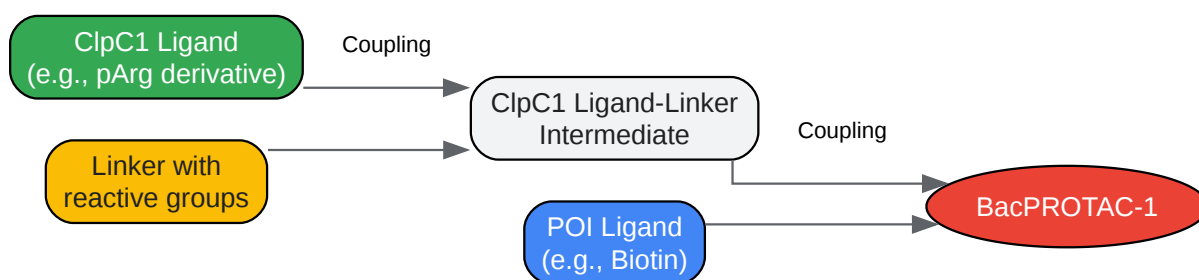 ClpC1 Ligand
(e.g., pArg derivative)
Coupling
Linker with
reactive groups
ClpC1 Ligand-Linker
Intermediate
Coupling
POI Ligand
(e.g., Biotin)
BacPROTAC-1